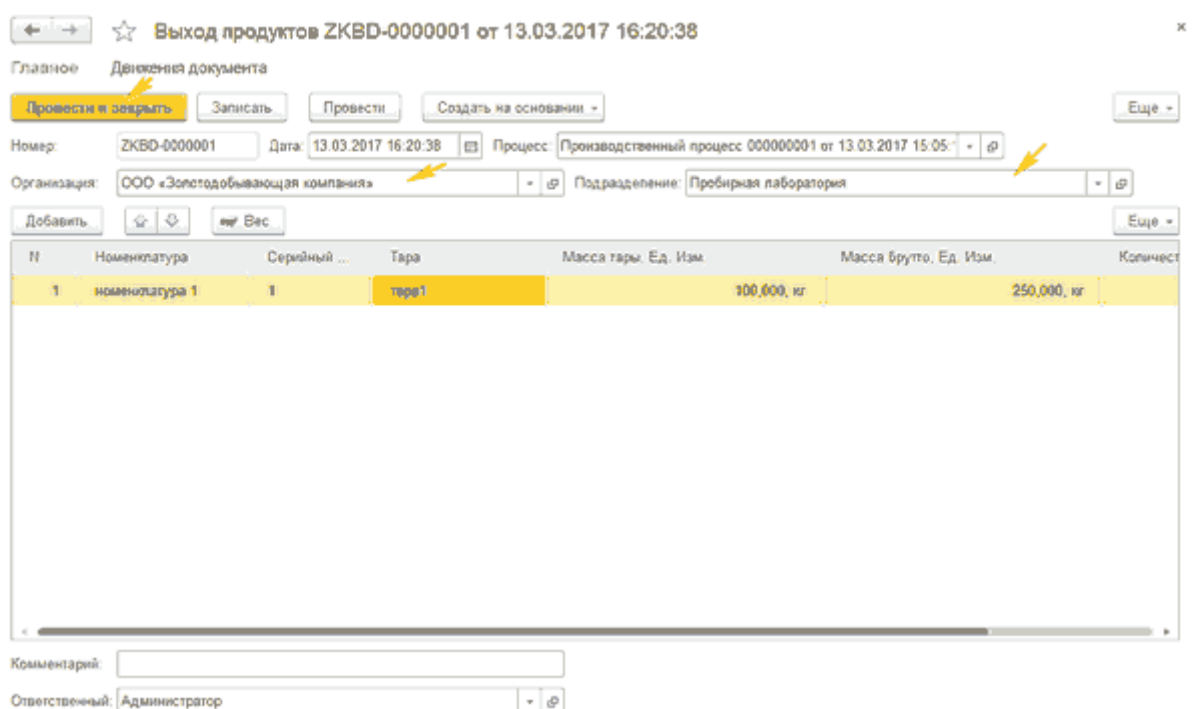 Выход продуктов ZKBD-0000001 от 13.03.2017 16:20:38
Главное Движения документа
Провести и закрыть Записать Провести Создать на основании Еще
Номер: ZKBD-0000001 Дата: 13.03.2017 16:20:38 Процесс: Производственный процесс 000000001 от 13.03.2017 15:05:
Организация: ООО «Золотодобывающая компания» Подразделение: Пробирная лаборатория
Добавить Вес Еще
N Номенклатура Серийный ... Тара Масса тары, Ед. Изм. Масса брутто, Ед. Изм. Количест
1 номенклатура 1 1 тара1 100,000, кг 250,000, кг
Комментарий:
Ответственный: Администратор